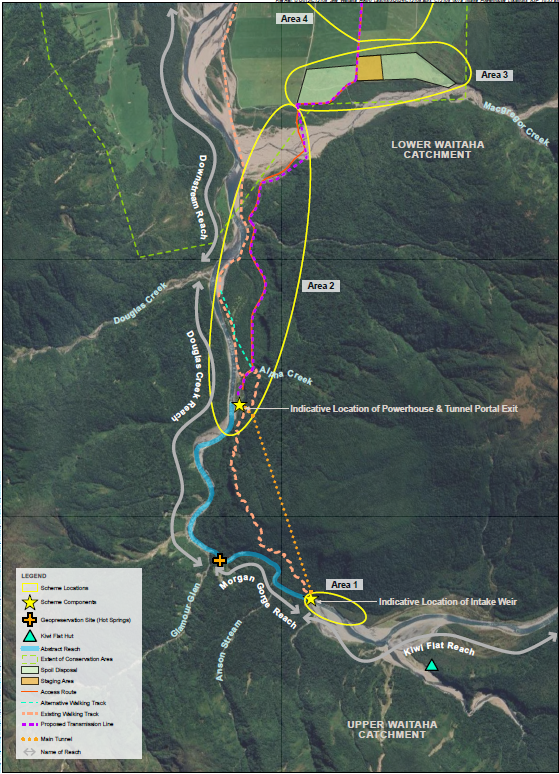 Area 4
Area 3
MacGregor Creek
LOWER WAITAHA
CATCHMENT
Downstream Reach
Area 2
Douglas Creek
Douglas Creek Reach
Alpha Creek
Indicative Location of Powerhouse & Tunnel Portal Exit
Area 1
Morgan Gorge Reach
Indicative Location of Intake Weir
Glamour Glen
Anson Stream
Kiwi Flat Reach
UPPER WAITAHA
CATCHMENT
LEGEND
Scheme Locations
Scheme Components
Geopreservation Site (Hot Springs)
Kiwi Flat Hut
Abstract Reach
Extent of Conservation Area
Spoil Disposal
Staging Area
Access Route
Alternative Walking Track
Existing Walking Track
Proposed Transmission Line
Main Tunnel
Name of Reach